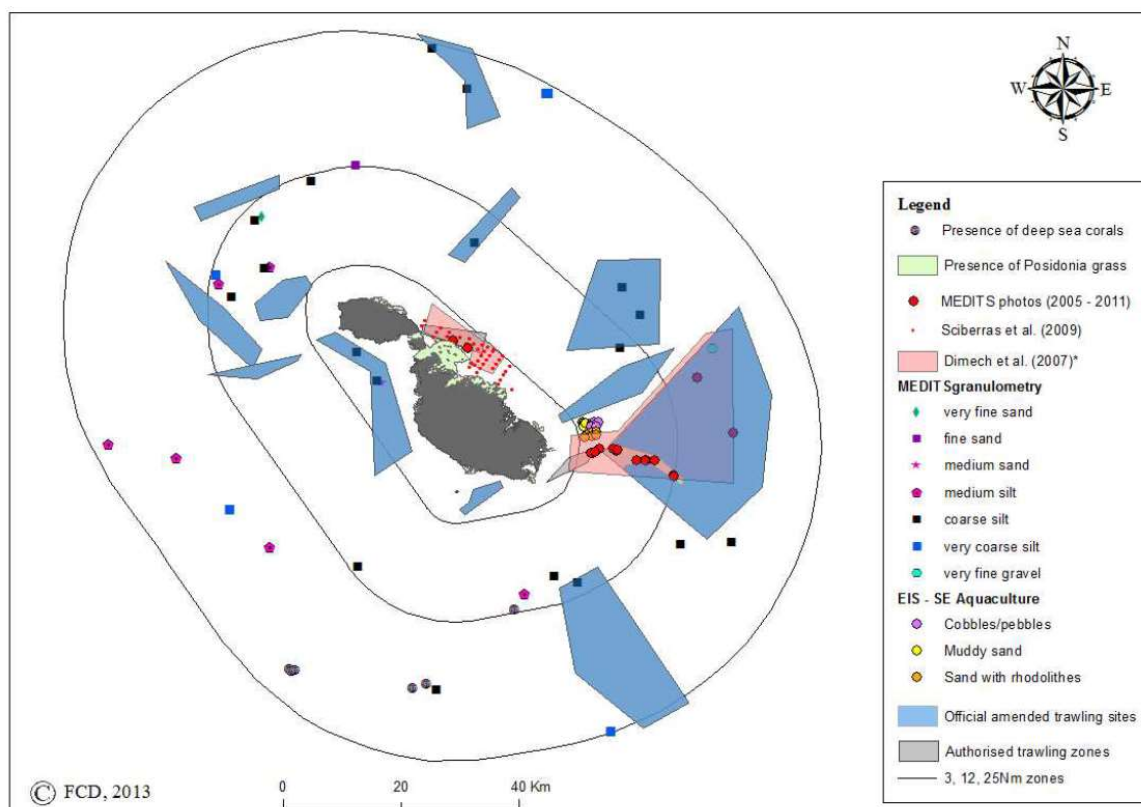 N
W E
S
Legend
Presence of deep sea corals
Presence of Posidonia grass
MEDITS photos (2005 - 2011)
Sciberras et al. (2009)
Dimech et al. (2007)*
MEDIT Sgranulometry
very fine sand
fine sand
medium sand
medium silt
coarse silt
very coarse silt
very fine gravel
EIS - SE Aquaculture
Cobbles/pebbles
Muddy sand
Sand with rhodolithes
Official amended trawling sites
Authorised trawling zones
3, 12, 25Nm zones
© FCD, 2013
0 20 40 Km